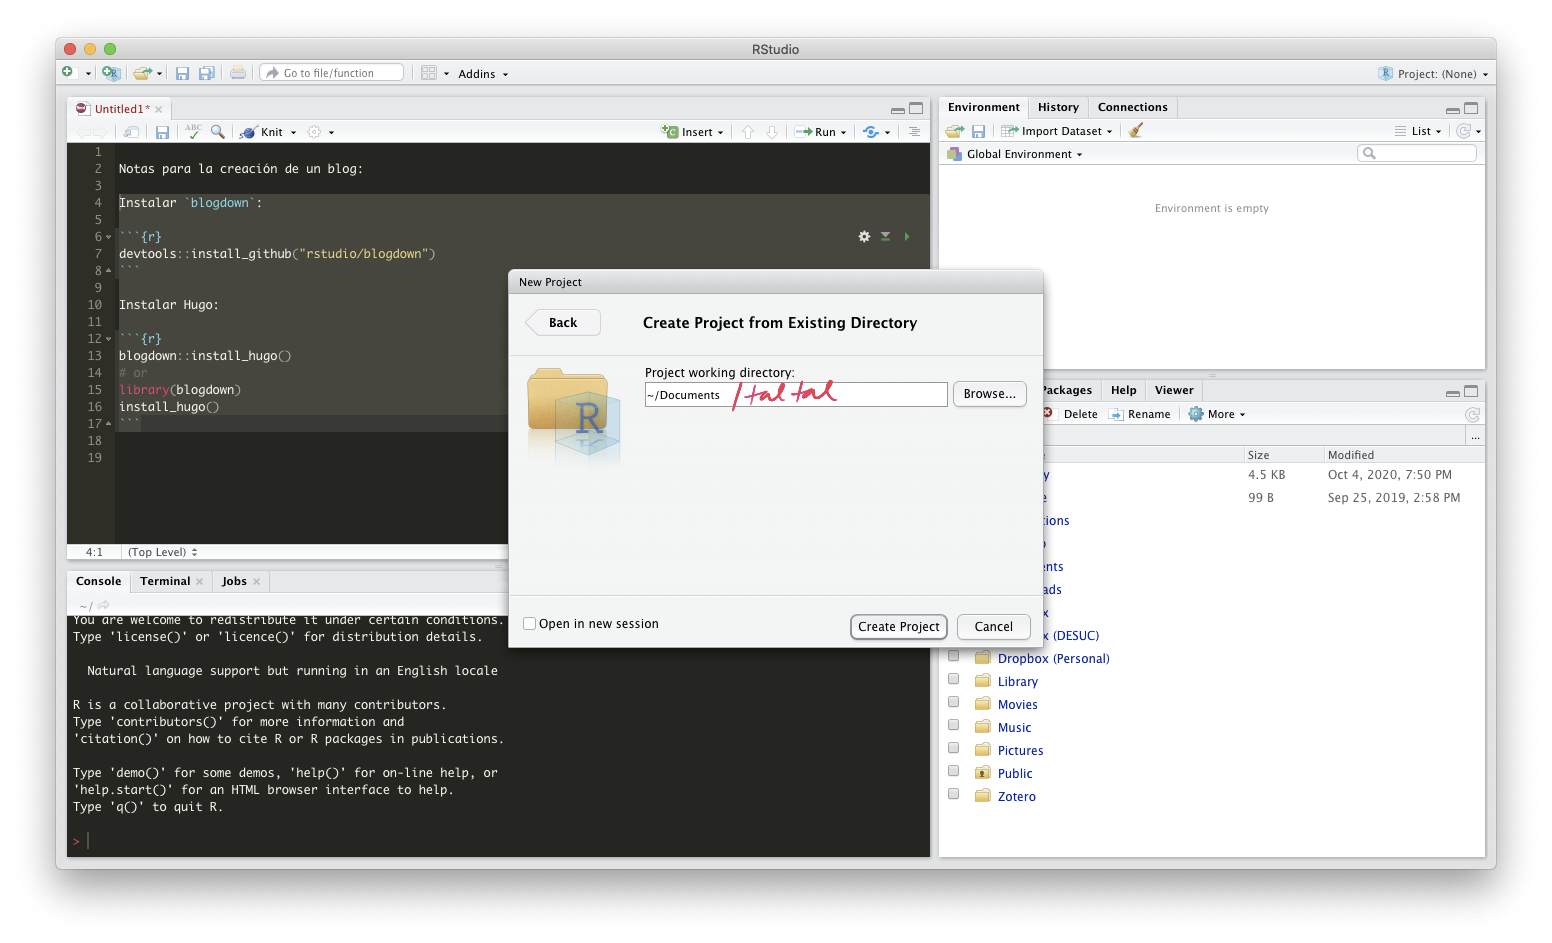 RStudio
Go to file/function
Addins
Project: (None)
Untitled1*
ABC
Knit
Insert
Run
1
2 Notas para la creación de un blog:
3
4 Instalar `blogdown`:
5
6 ```{r}
7 devtools::install_github("rstudio/blogdown")
8 ```
9
10 Instalar Hugo:
11
12 ```{r}
13 blogdown::install_hugo()
14 # or
15 library(blogdown)
16 install_hugo()
17 ```
18
19
4:1 (Top Level)
Console Terminal Jobs
~/
You are welcome to redistribute it under certain conditions.
Type 'license()' or 'licence()' for distribution details.
Natural language support but running in an English locale
R is a collaborative project with many contributors.
Type 'contributors()' for more information and
'citation()' on how to cite R or R packages in publications.
Type 'demo()' for some demos, 'help()' for on-line help, or
'help.start()' for an HTML browser interface to help.
Type 'q()' to quit R.
>
New Project
Back
Create Project from Existing Directory
Project working directory:
~/Documents /tal tal
Browse...
R
Open in new session
Create Project
Cancel
Environment History Connections
Import Dataset
List
Global Environment
Environment is empty
Packages Help Viewer
Delete Rename More
...
Size Modified
4.5 KB Oct 4, 2020, 7:50 PM
99 B Sep 25, 2019, 2:58 PM
(DESUC)
Dropbox (Personal)
Library
Movies
Music
Pictures
Public
Zotero